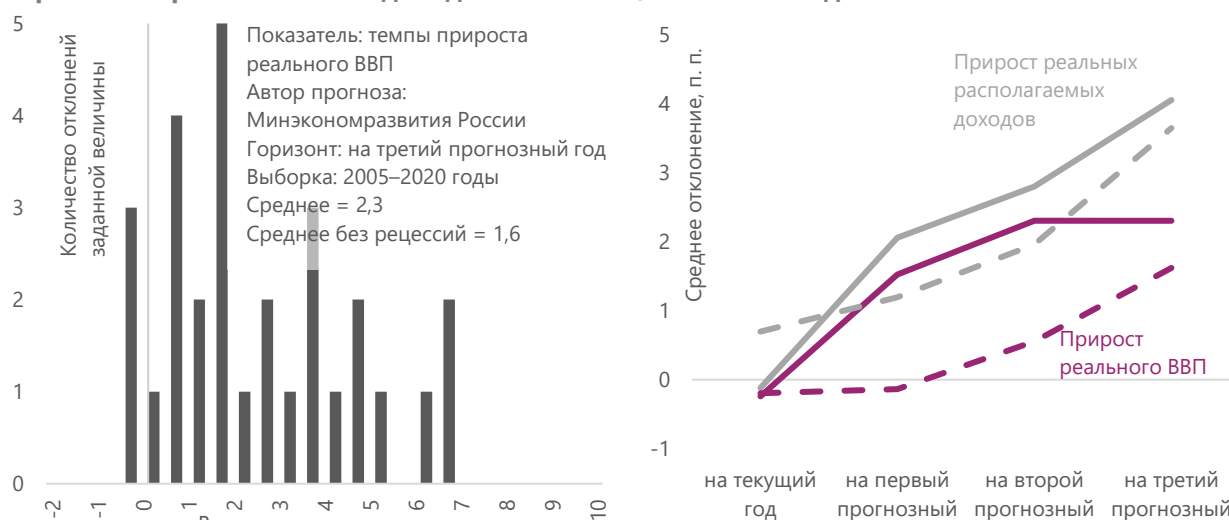 5
4
3
2
1
0
Количество отклонений
заданной величины
Показатель: темпы прироста
реального ВВП
Автор прогноза:
Минэкономразвития России
Горизонт: на третий прогнозный год
Выборка: 2005–2020 годы
Среднее = 2,3
Среднее без рецессий = 1,6
-2
-1
0
1
2
3
4
5
6
7
8
9
10
5
4
3
2
1
0
-1
Среднее отклонение, п. п.
Прирост реальных
располагаемых
доходов
Прирост
реального ВВП
на текущий
год
на первый
прогнозный
на второй
прогнозный
на третий
прогнозный